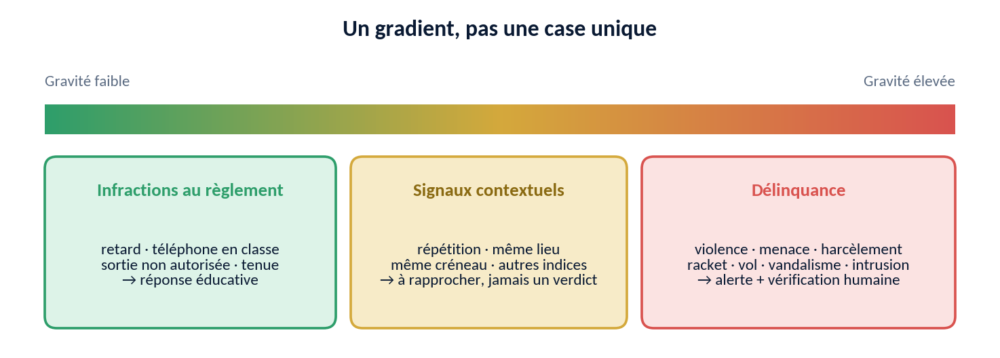 Un gradient, pas une case unique
Gravité faible
Gravité élevée
Infractions au règlement
retard · téléphone en classe
sortie non autorisée · tenue
→ réponse éducative
Signaux contextuels
répétition · même lieu
même créneau · autres indices
→ à rapprocher, jamais un verdict
Délinquance
violence · menace · harcèlement
racket · vol · vandalisme · intrusion
→ alerte + vérification humaine